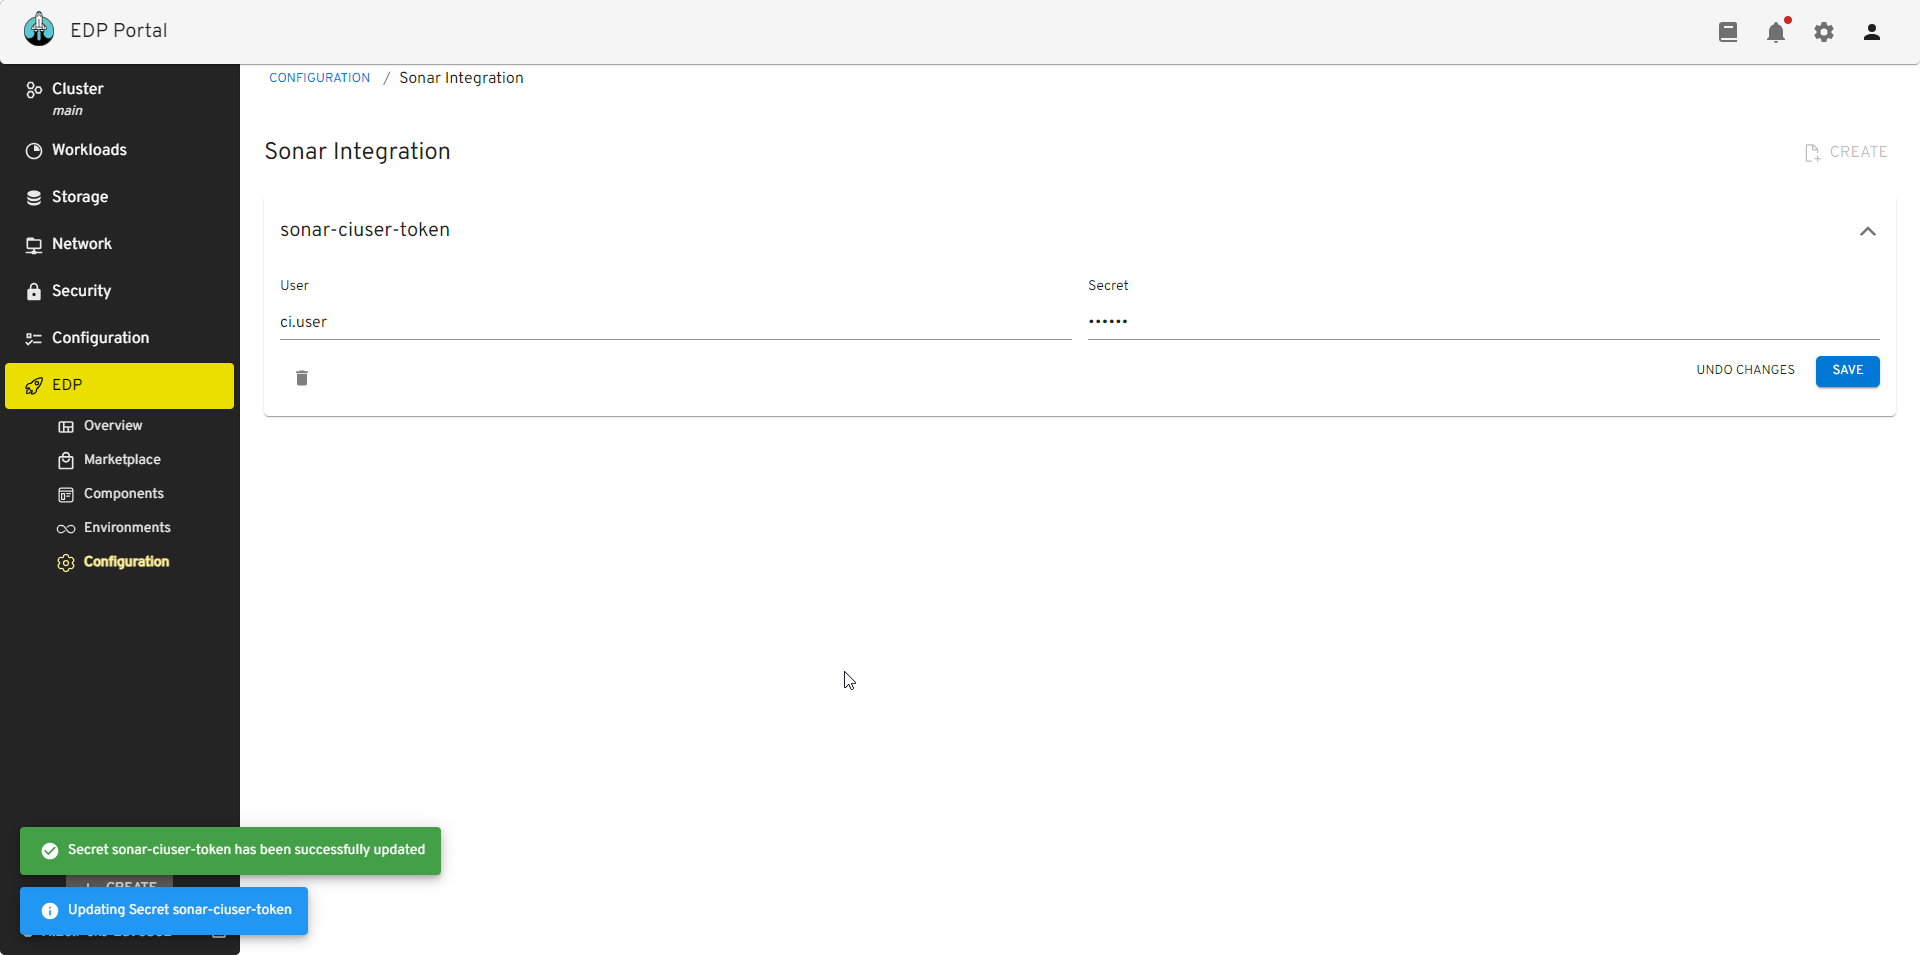 EDP Portal
Cluster
main
Workloads
Storage
Network
Security
Configuration
EDP
Overview
Marketplace
Components
Environments
Configuration
CONFIGURATION / Sonar Integration
Sonar Integration
CREATE
sonar-ciuser-token
User
Secret
ci.user
••••••
UNDO CHANGES
SAVE
Secret sonar-ciuser-token has been successfully updated
CREATE
Updating Secret sonar-ciuser-token